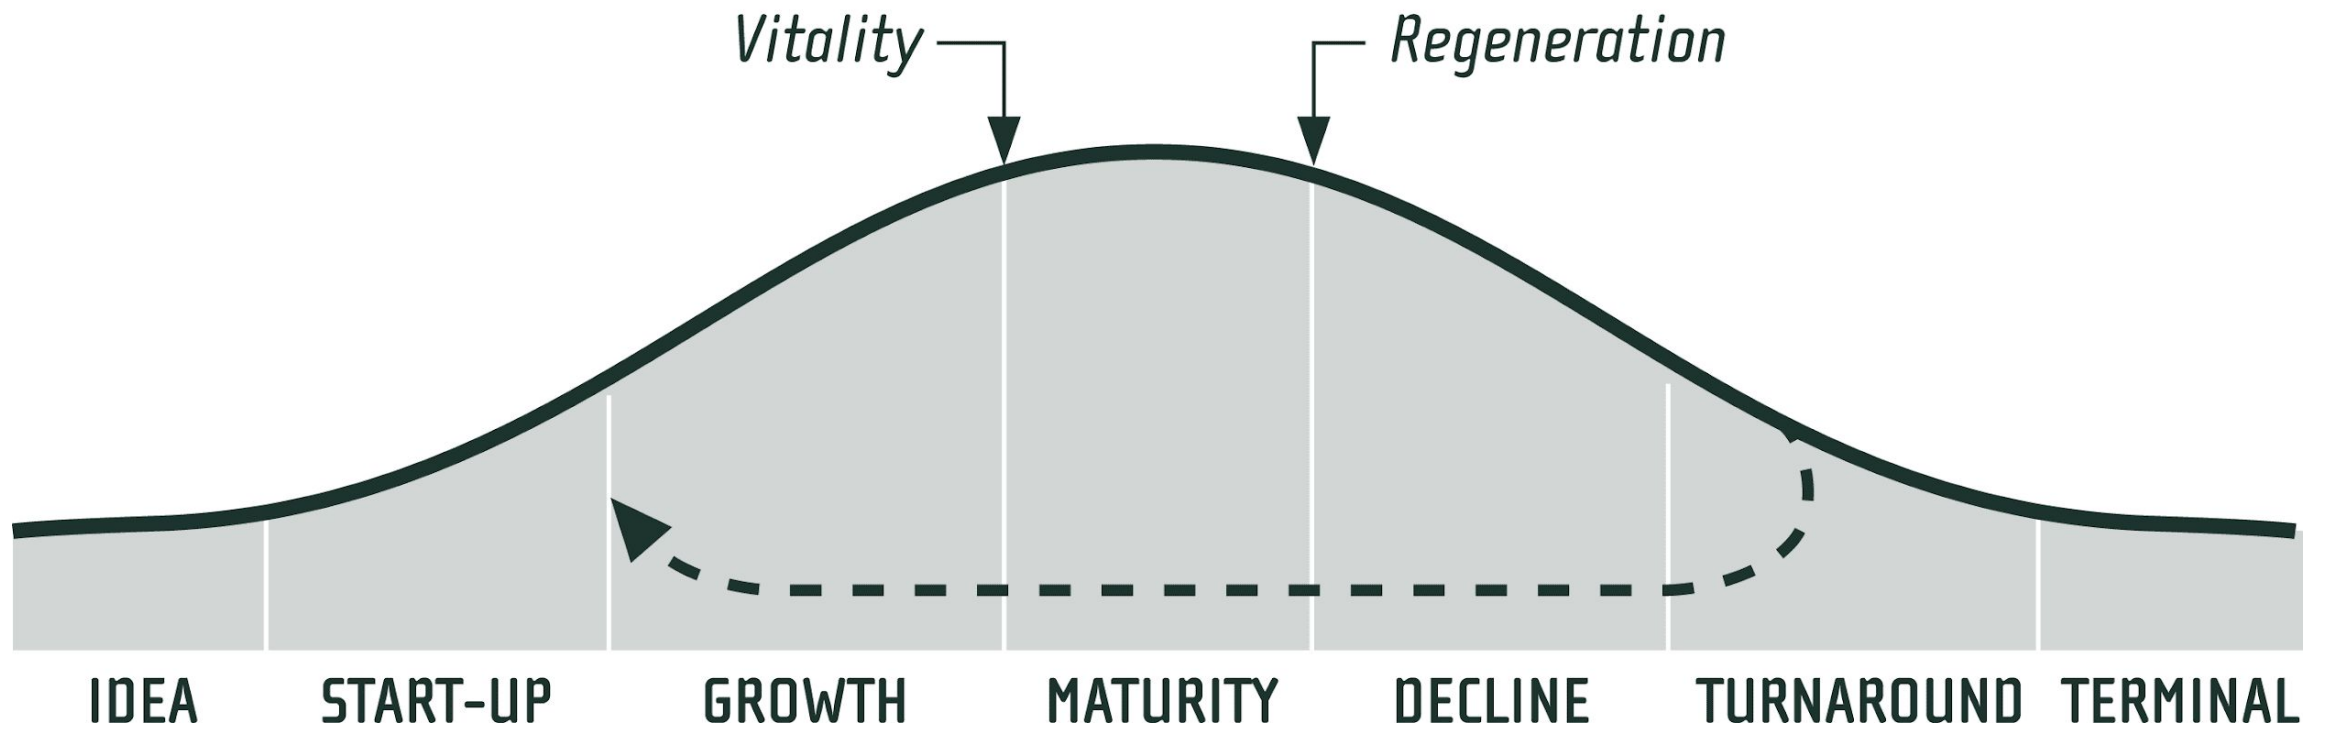 Vitality Regeneration
IDEA START-UP GROWTH MATURITY DECLINE TURNAROUND TERMINAL